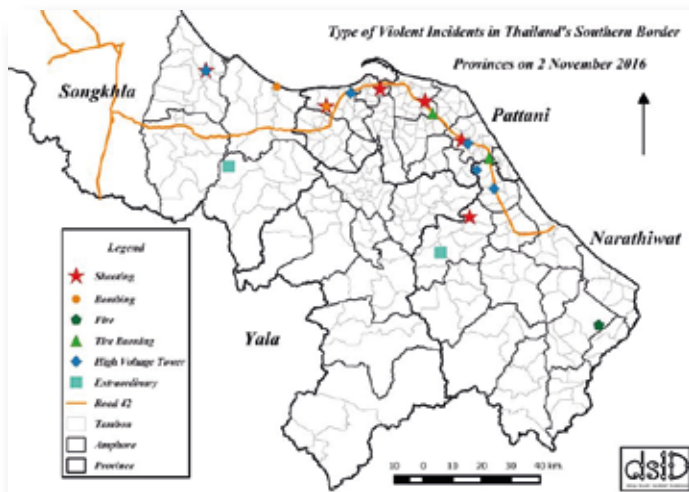 Type of Violent Incidents in Thailand's Southern Border
Provinces on 2 November 2016
Songkhla
Pattani
Narathiwat
Yala
Legend
Shooting
Bombing
Fire
Tire Burning
High Voltage Tower
Extraordinary
Road 42
Tambon
Amphore
Province
10 0 10 20 30 40 km.
dsiD